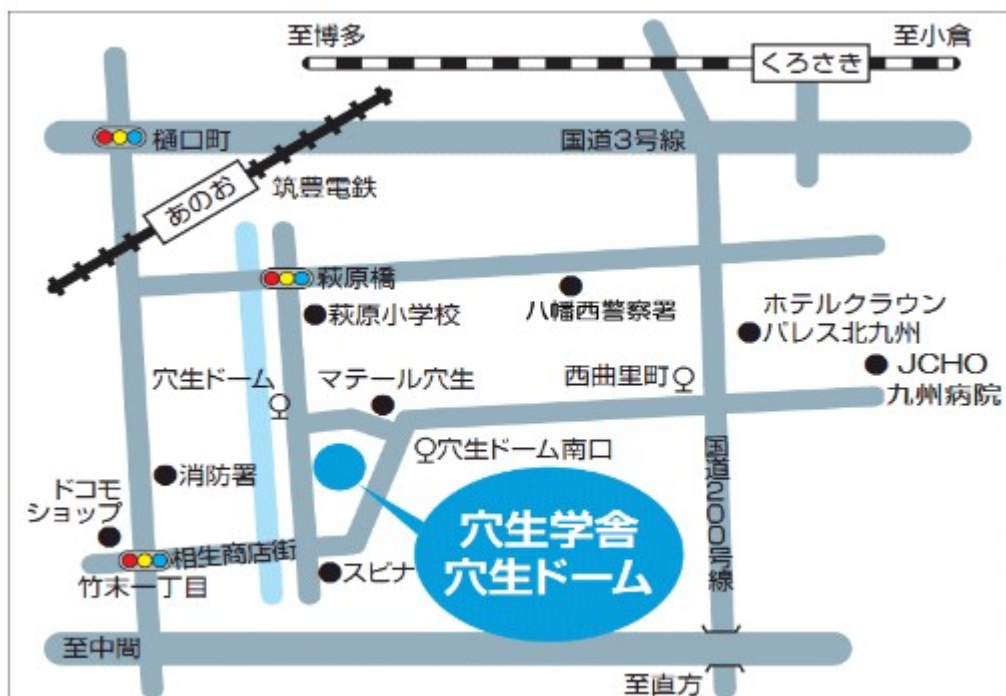 至博多
至小倉
くろさき
樋口町
国道3号線
あのお
筑豊電鉄
萩原橋
萩原小学校
八幡西警察署
ホテルクラウン
パレス北九州
JCHO
九州病院
穴生ドーム
マテール穴生
西曲里町
穴生ドーム南口
消防署
ドコモ
ショップ
国道200号線
穴生学舎
穴生ドーム
相生商店街
竹末一丁目
スピナ
至中間
至直方